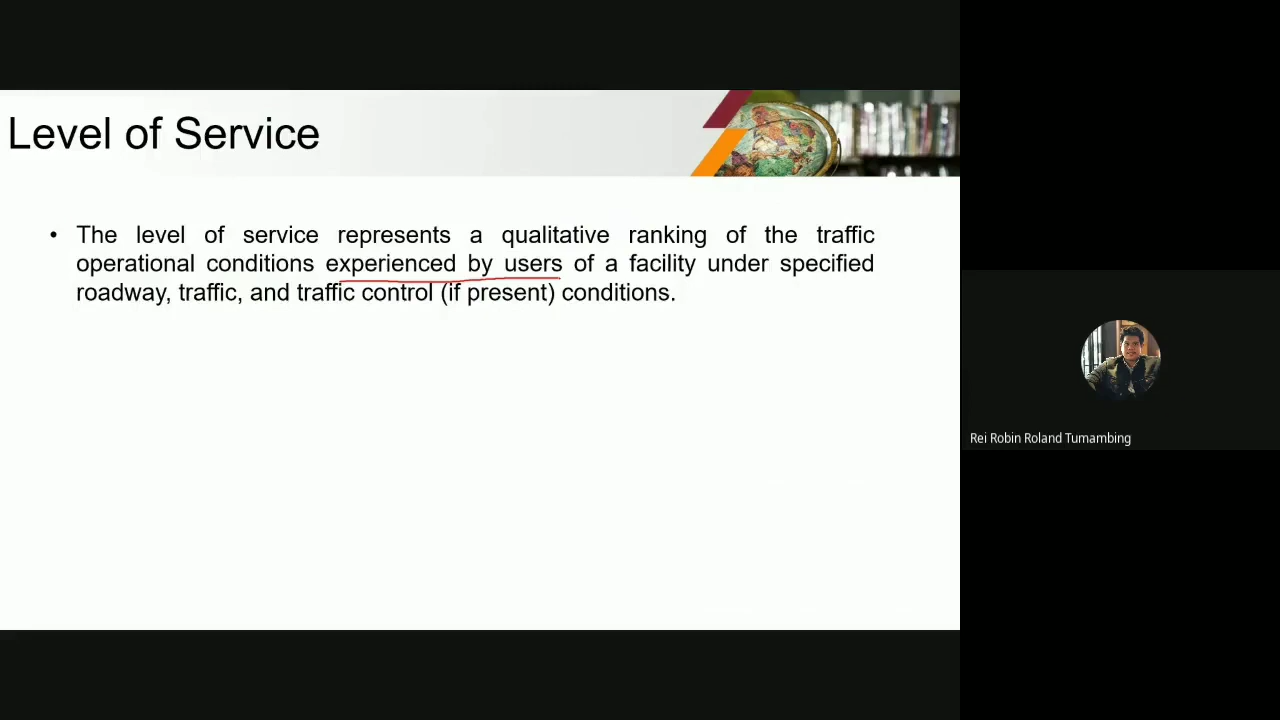 Level of Service
• The level of service represents a qualitative ranking of the traffic
operational conditions experienced by users of a facility under specified
roadway, traffic, and traffic control (if present) conditions.
Rei Robin Roland Tumambing